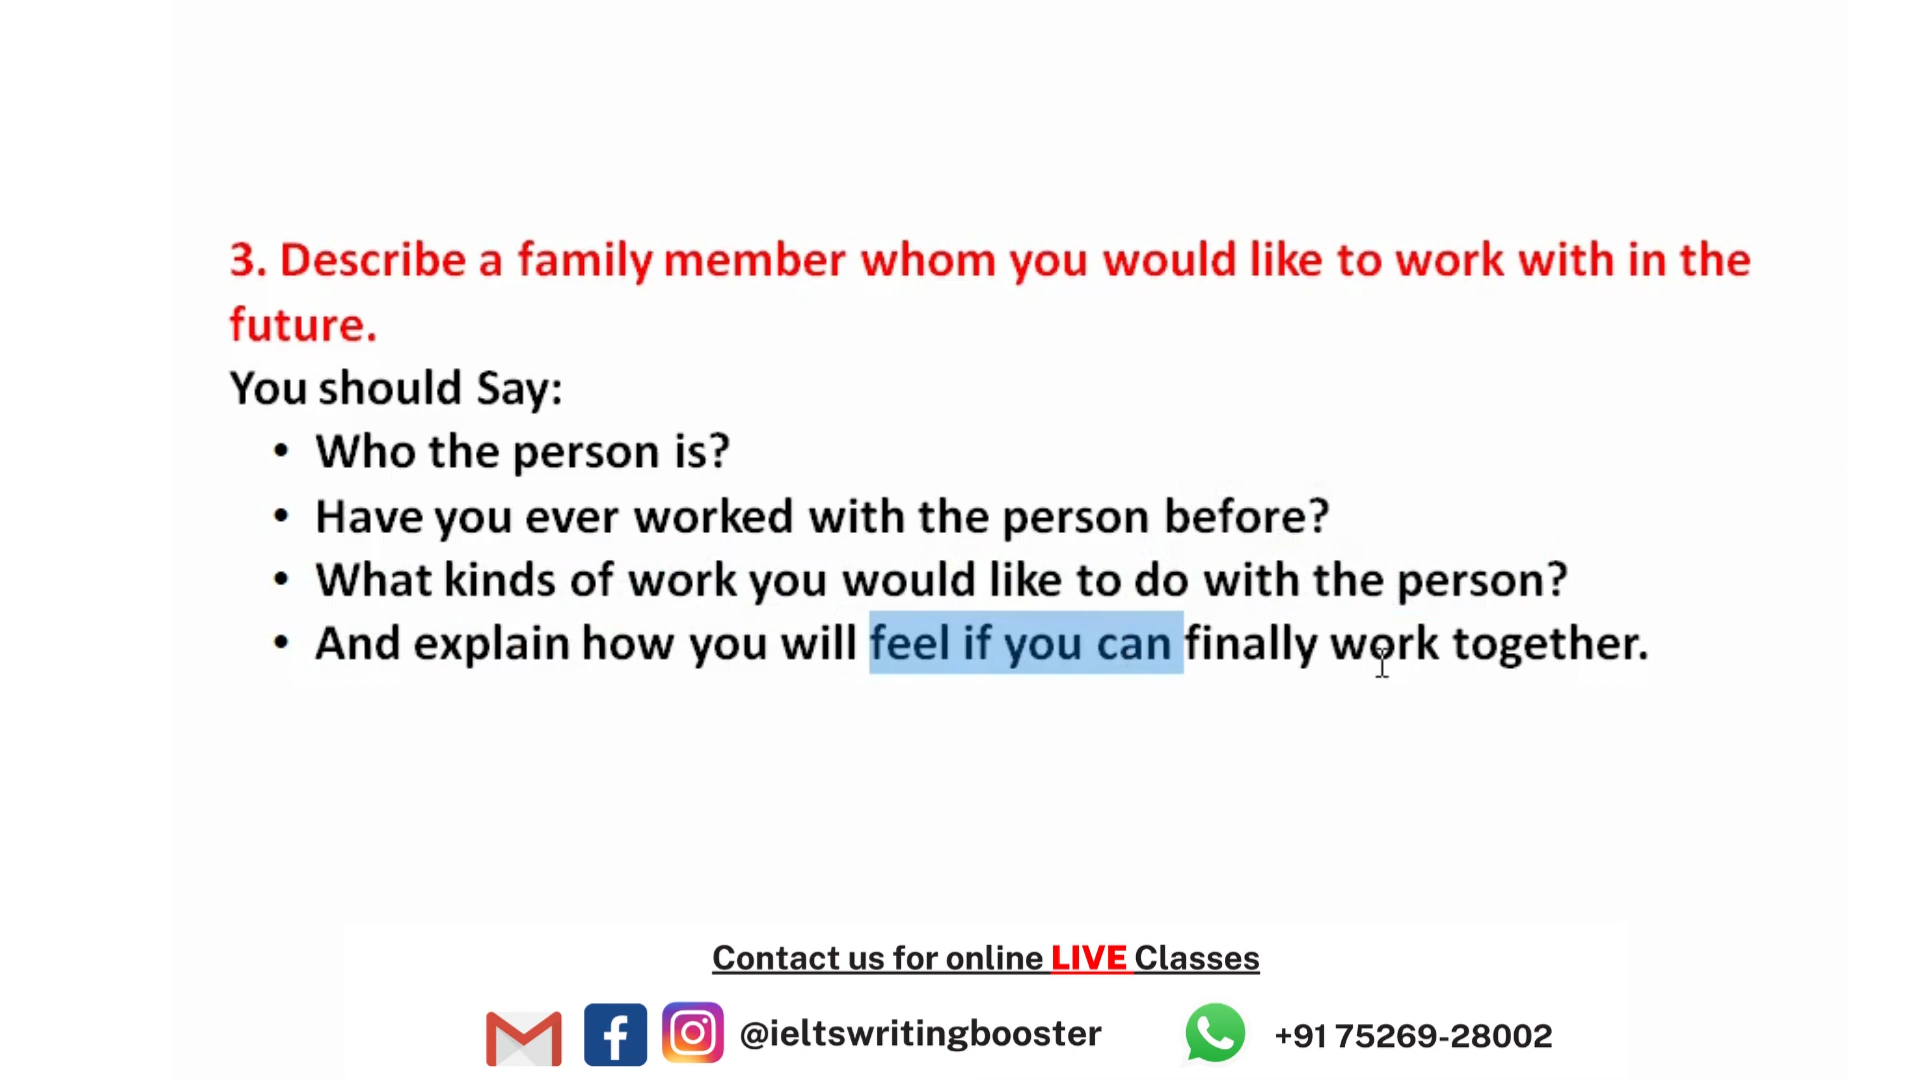 3. Describe a family member whom you would like to work with in the
future.
You should Say:
• Who the person is?
• Have you ever worked with the person before?
• What kinds of work you would like to do with the person?
• And explain how you will feel if you can finally work together.
Contact us for online LIVE Classes
@ieltswritingbooster +91 75269-28002